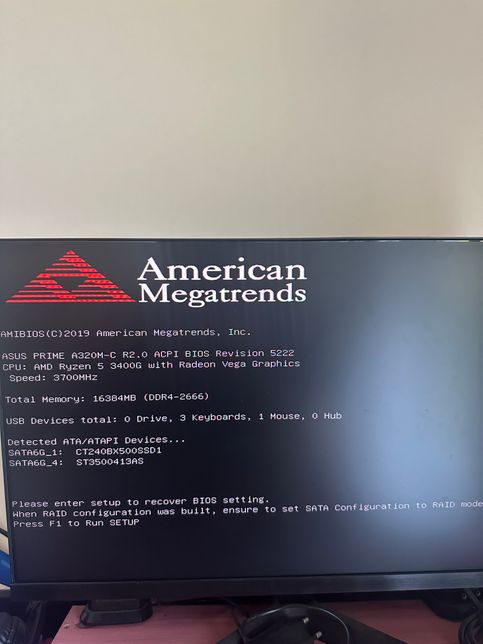 American
Megatrends
AMIBIOS(C)2019 American Megatrends, Inc.
ASUS PRIME A320M-C R2.0 ACPI BIOS Revision 5222
CPU: AMD Ryzen 5 3400G with Radeon Vega Graphics
Speed: 3700MHz
Total Memory: 16384MB (DDR4-2666)
USB Devices total: 0 Drive, 3 Keyboards, 1 Mouse, 0 Hub
Detected ATA/ATAPI Devices...
SATA6G_1: CT240BX500SSD1
SATA6G_4: ST3500413AS
Please enter setup to recover BIOS setting.
When RAID configuration was built, ensure to set SATA Configuration to RAID mode
Press F1 to Run SETUP